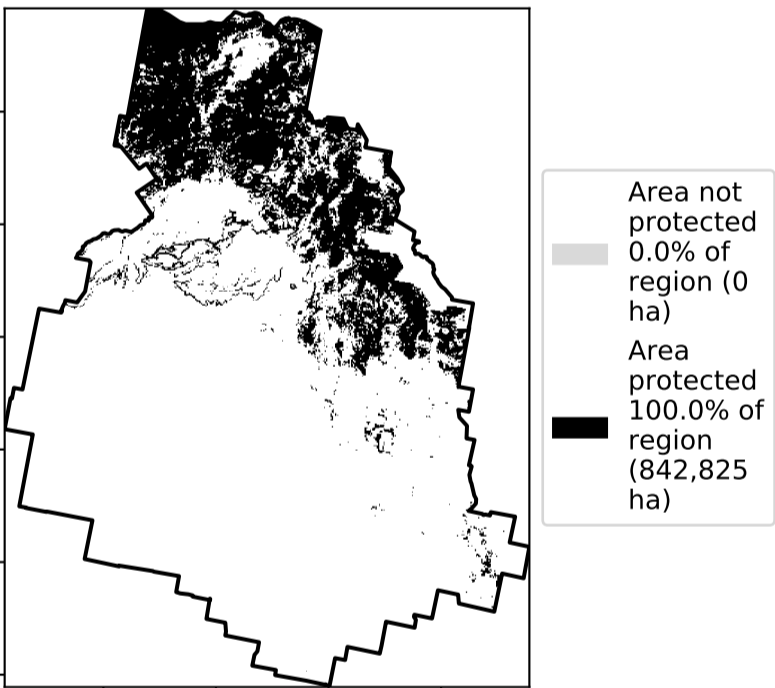 Area not
protected
0.0% of
region (0
ha)
Area
protected
100.0% of
region
(842,825
ha)